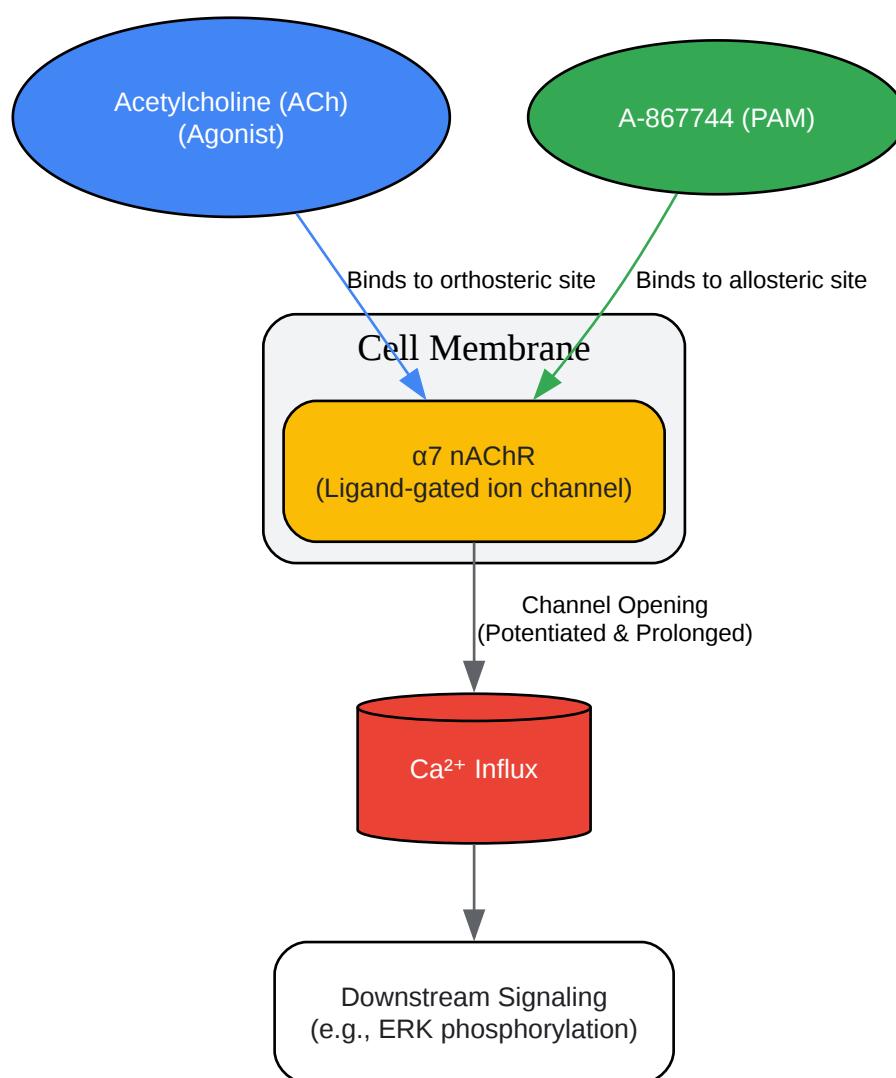 Acetylcholine (ACh)
(Agonist)
A-867744 (PAM)
Binds to orthosteric site
Binds to allosteric site
Cell Membrane
α7 nAChR
(Ligand-gated ion channel)
Channel Opening
(Potentiated & Prolonged)
Ca²⁺ Influx
Downstream Signaling
(e.g., ERK phosphorylation)